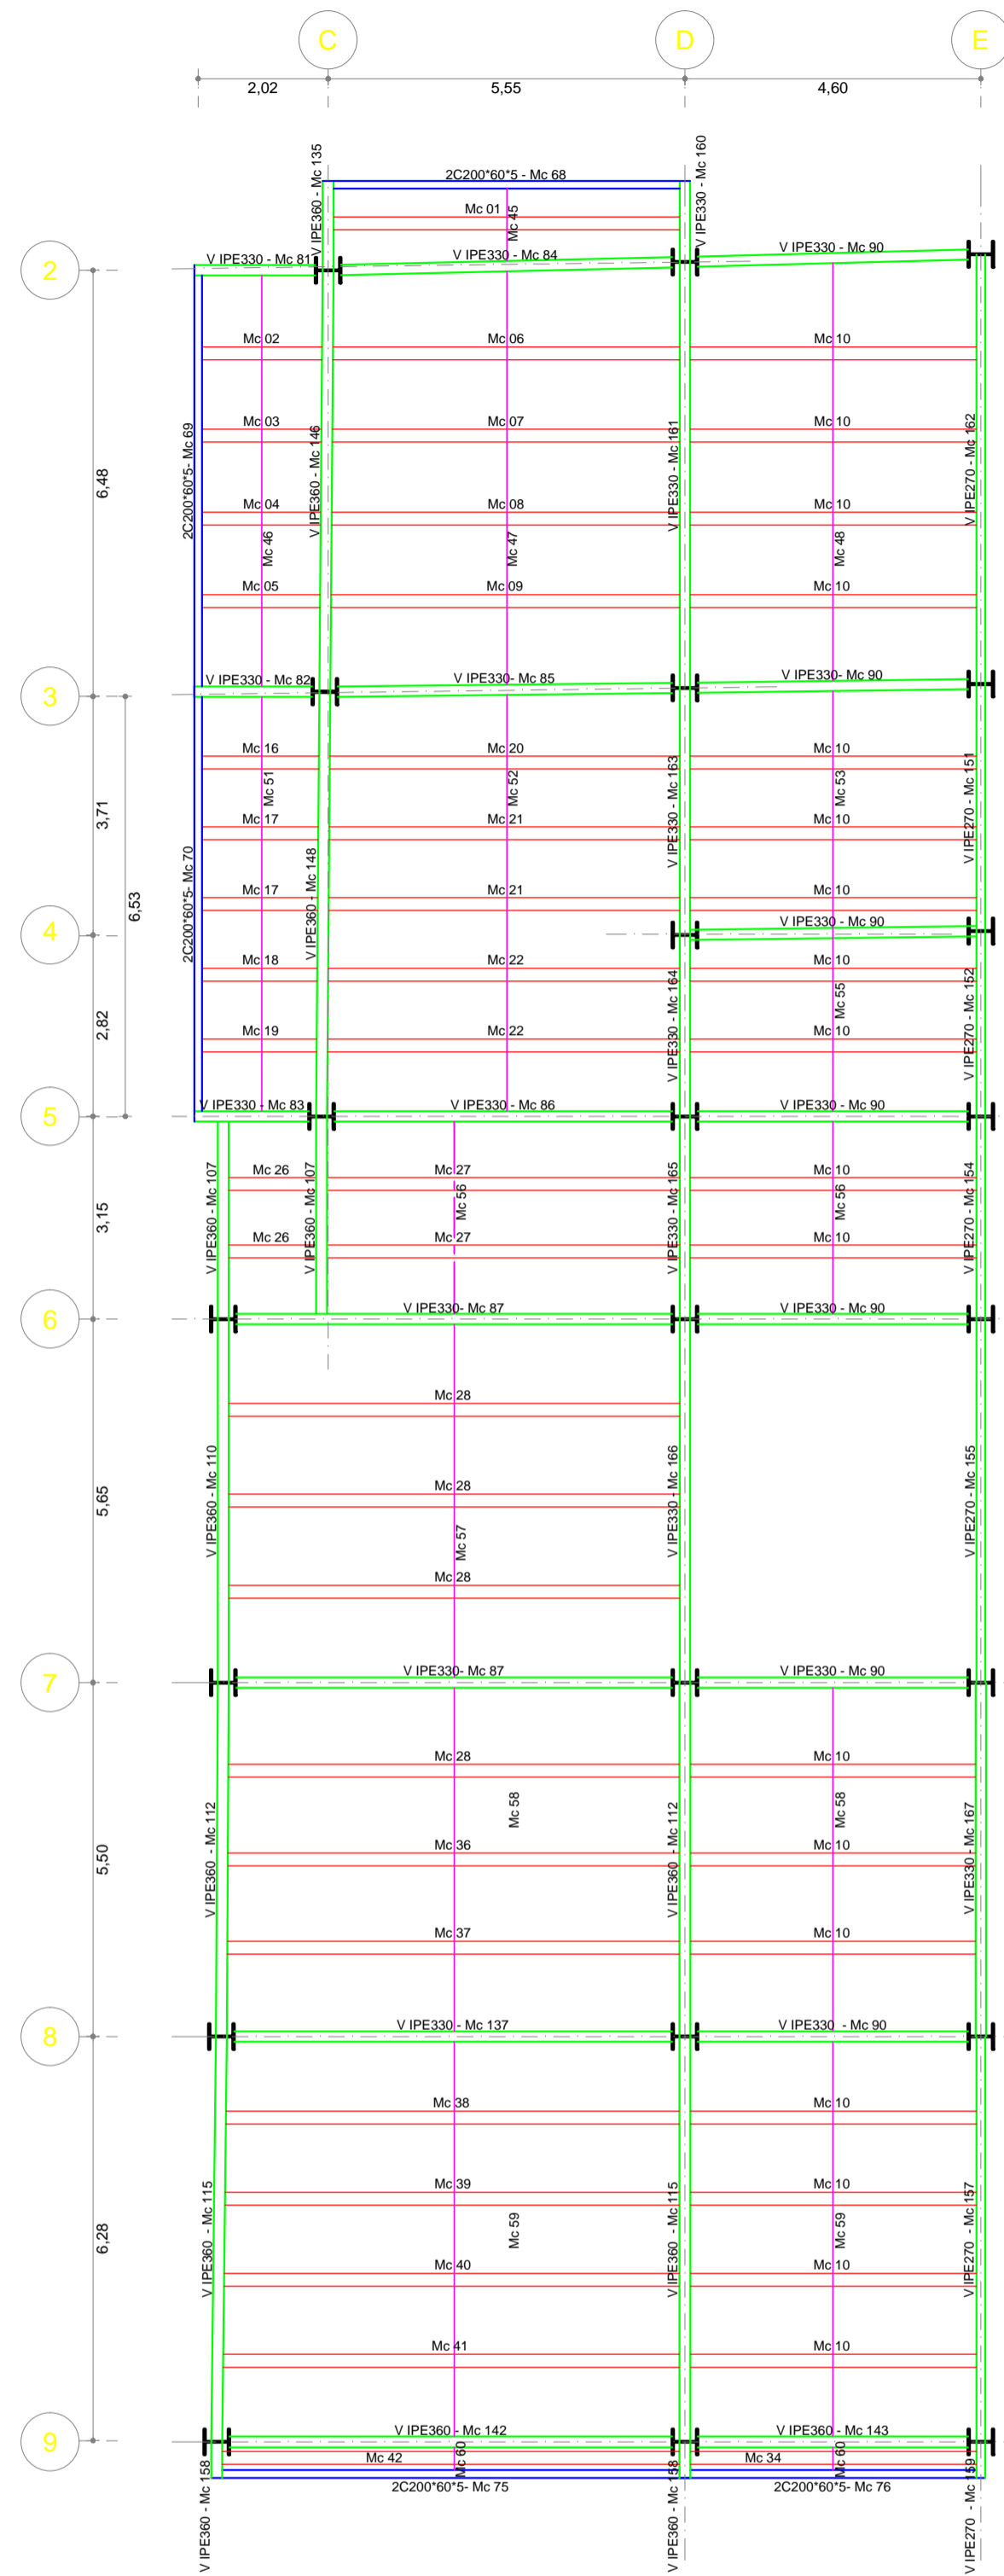 C D E
2,02 5,55 4,60
2C200*60*5 - Mc 68
V IPE360 - Mc 135
V IPE330 - Mc 160
Mc 01
Mc 45
2
V IPE330 - Mc 81 V IPE330 - Mc 84 V IPE330 - Mc 90
Mc 02 Mc 06 Mc 10
Mc 03 Mc 07 Mc 10
2C200*60*5- Mc 69
V IPE360 - Mc 146
V IPE330 - Mc 161
V IPE270 - Mc 162
6,48
Mc 04 Mc 08 Mc 10
Mc 46 Mc 47 Mc 48
Mc 05 Mc 09 Mc 10
3
V IPE330 - Mc 82 V IPE330- Mc 85 V IPE330 - Mc 90
Mc 16 Mc 20 Mc 10
Mc 51 Mc 52 Mc 53
V IPE330 - Mc 163
V IPE270 - Mc 151
3,71
Mc 17 Mc 21 Mc 10
2C200*60*5- Mc 70
V IPE360 - Mc 148
6,53
Mc 17 Mc 21 Mc 10
4
V IPE330 - Mc 90
Mc 18 Mc 22 Mc 10
V IPE330 - Mc 164
Mc 55
V IPE270 - Mc 152
2,82
Mc 19 Mc 22 Mc 10
5
V IPE330 - Mc 83 V IPE330 - Mc 86 V IPE330 - Mc 90
Mc 26 Mc 27 Mc 10
V IPE360 - Mc 107
V IPE360 - Mc 107
Mc 56
V IPE330 - Mc 165
Mc 56
V IPE270 - Mc 154
3,15
Mc 26 Mc 27 Mc 10
6
V IPE330- Mc 87 V IPE330 - Mc 90
Mc 28
Mc 28
V IPE360 - Mc 110
Mc 57
V IPE330 - Mc 166
V IPE270 - Mc 155
5,65
Mc 28
7
V IPE330- Mc 87 V IPE330 - Mc 90
Mc 28 Mc 10
Mc 58 Mc 58
Mc 36 Mc 10
V IPE360 - Mc 112
V IPE360 - Mc 112
V IPE330 - Mc 167
5,50
Mc 37 Mc 10
8
V IPE330 - Mc 137 V IPE330 - Mc 90
Mc 38 Mc 10
Mc 39 Mc 10
V IPE360 - Mc 115
Mc 59
V IPE360 - Mc 115
Mc 59
V IPE270 - Mc 157
6,28
Mc 40 Mc 10
Mc 41 Mc 10
9
V IPE360 - Mc 142 V IPE360 - Mc 143
Mc 42 Mc 60 Mc 34 Mc 60
2C200*60*5- Mc 75 2C200*60*5- Mc 76
V IPE360 - Mc 158
V IPE360 - Mc 158
V IPE270 - Mc 159